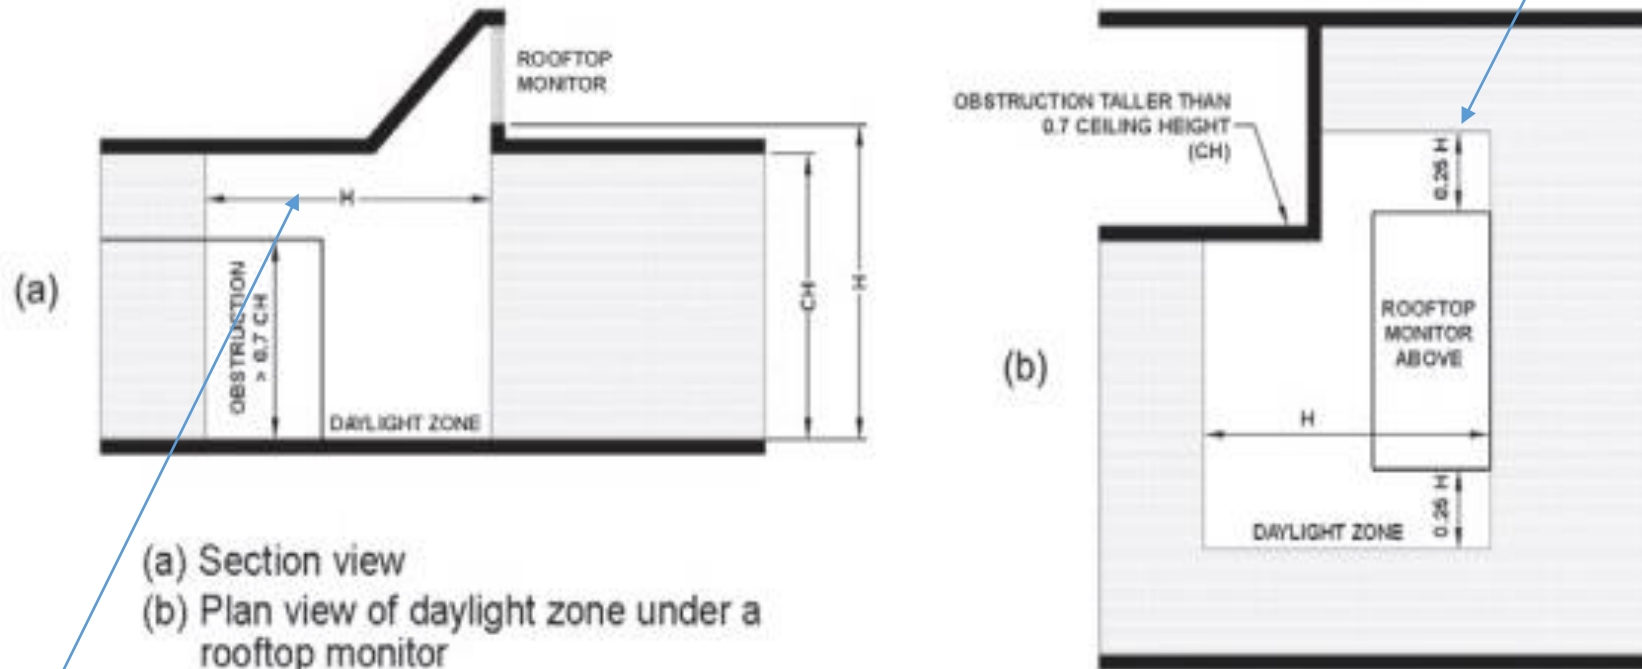 ROOFTOP
MONITOR
H
OBSTRUCTION
> 0.7 CH
DAYLIGHT ZONE
CH
H
(a)
(a) Section view
(b) Plan view of daylight zone under a
rooftop monitor
OBSTRUCTION TALLER THAN
0.7 CEILING HEIGHT
(CH)
0.25 H
ROOFTOP
MONITOR
ABOVE
(b)
H
0.25 H
DAYLIGHT ZONE